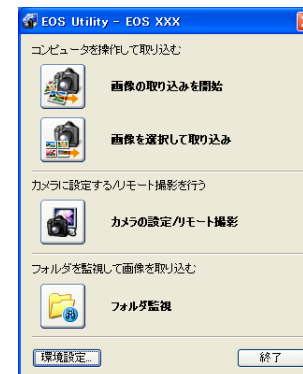 EOS Utility - EOS XXX
コンピュータを操作して取り込む
画像の取り込みを開始
画像を選択して取り込み
カメラに設定する/リモート撮影を行う
カメラの設定/リモート撮影
フォルダを監視して画像を取り込む
フォルダ監視
環境設定...
終了